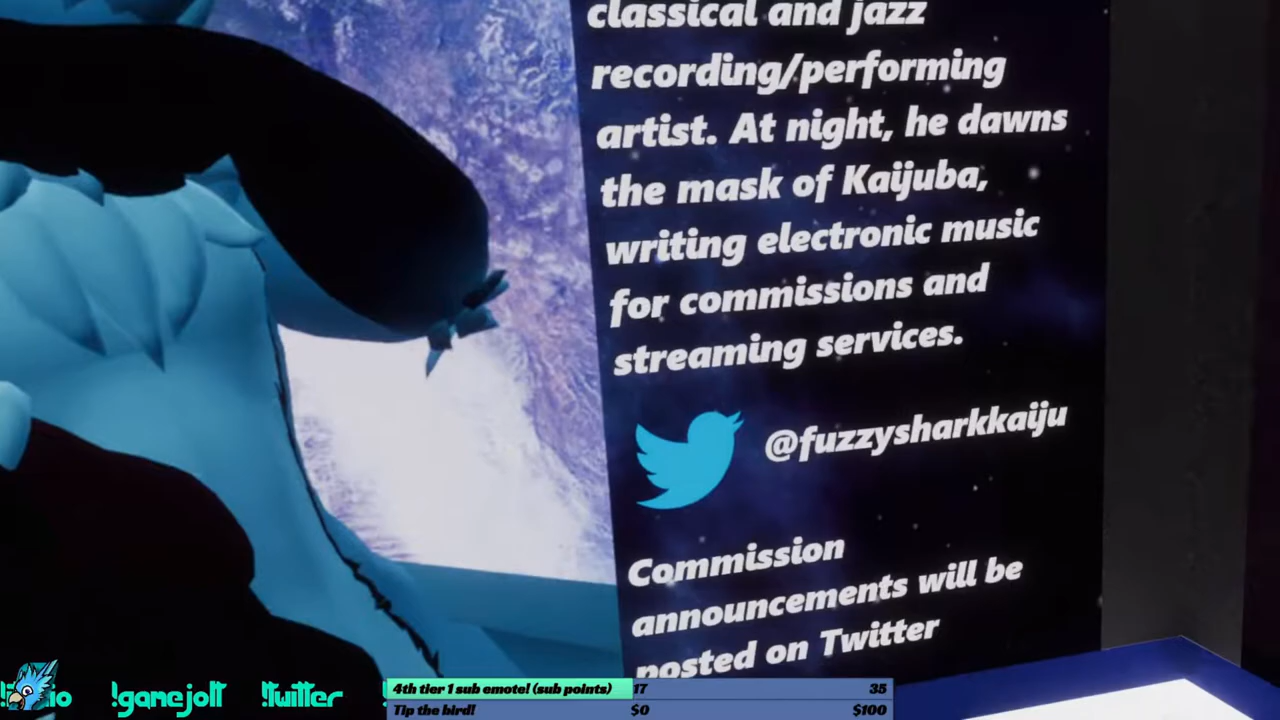 classical and jazz
recording/performing
artist. At night, he dawns
the mask of Kaijuba,
writing electronic music
for commissions and
streaming services.
@fuzzysharkkaiju
Commission
announcements will be
posted on Twitter
!gamejolt !twitter
4th tier 1 sub emote! (sub points) 17 35
Tip the bird! $0 $100